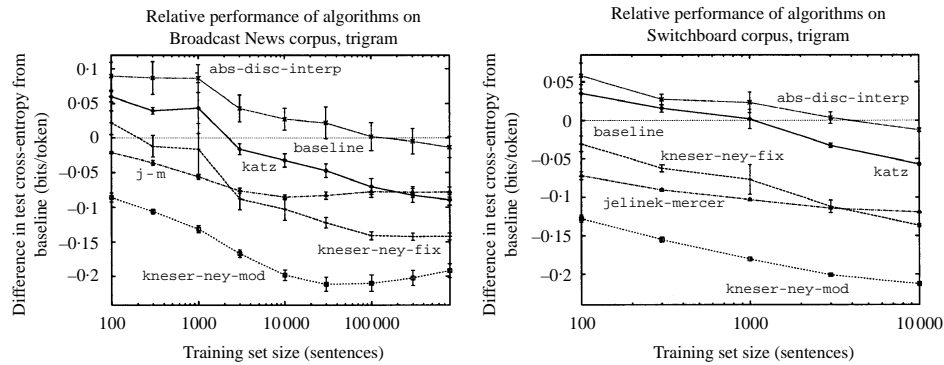 Relative performance of algorithms on
Broadcast News corpus, trigram
Difference in test cross-entropy from
baseline (bits/token)
0·1
0·05
0
–0·05
–0·1
–0·15
–0·2
abs-disc-interp
baseline
katz
j-m
kneser-ney-fix
kneser-ney-mod
100
1000
10 000
100 000
Training set size (sentences)
Relative performance of algorithms on
Switchboard corpus, trigram
Difference in test cross-entropy from
baseline (bits/token)
0·05
0
–0·05
–0·1
–0·15
–0·2
abs-disc-interp
baseline
kneser-ney-fix
katz
jelinek-mercer
kneser-ney-mod
100
1000
10 000
Training set size (sentences)